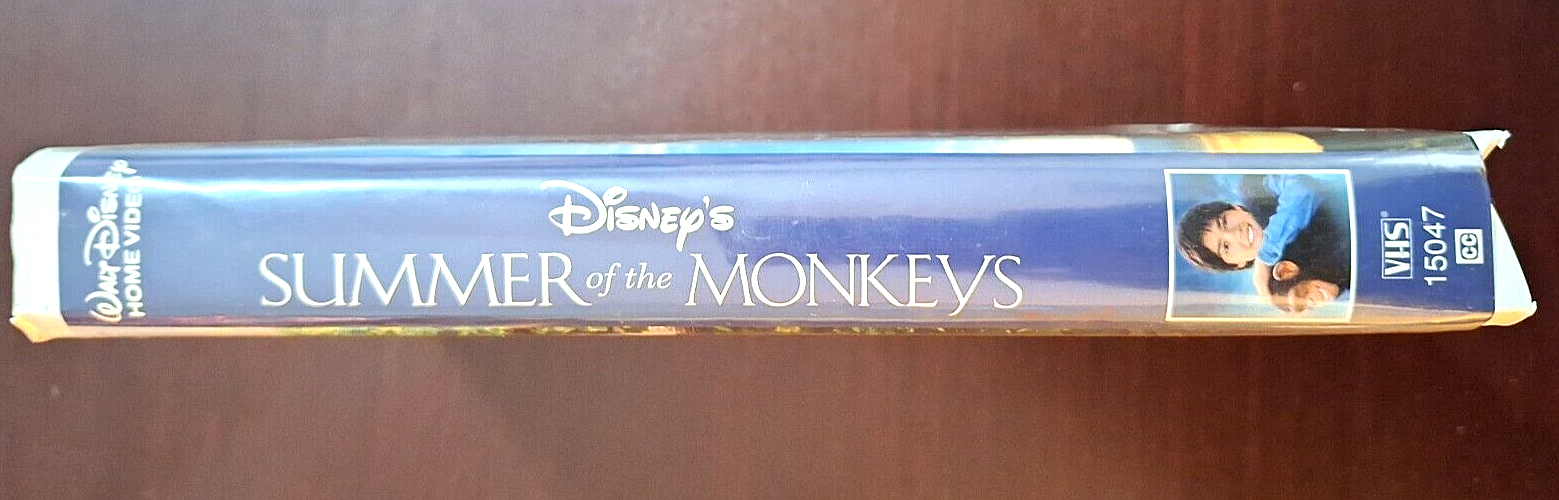 Walt Disney
HOME VIDEO
Disney's
SUMMER of the MONKEYS
VHS®
15047
CC